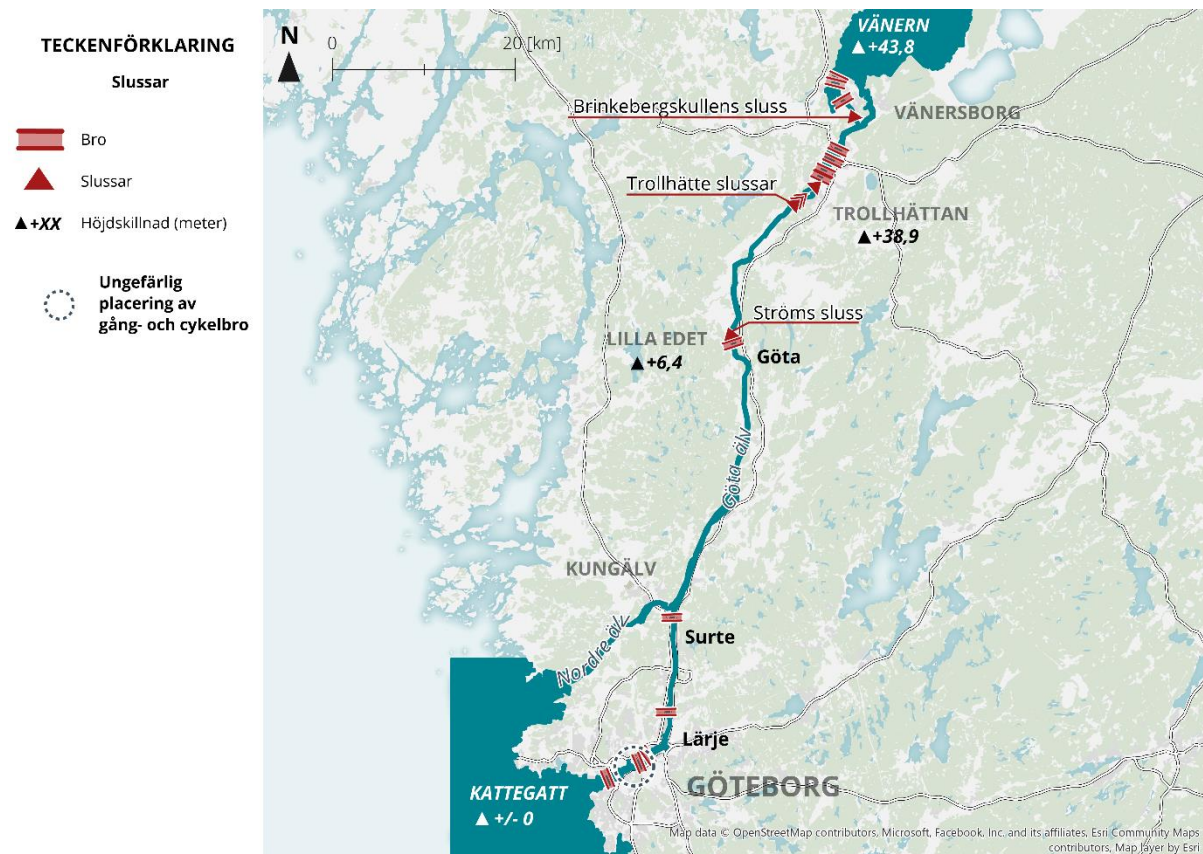 TECKENFÖRKLARING
Slussar
Bro
Slussar
▲+XX Höjdskillnad (meter)
Ungefärlig
placering av
gång- och cykelbro
N
0 20 [km]
VÄNERN
▲+43,8
Brinkebergskullens sluss
VÄNERSBORG
Trollhätte slussar
TROLLHÄTTAN
▲+38,9
Ströms sluss
LILLA EDET
▲+6,4
Göta
Göta älv
KUNGÄLV
Surte
Nordre älv
Lärje
GÖTEBORG
KATTEGATT
▲ +/- 0
Map data © OpenStreetMap contributors, Microsoft, Facebook, Inc. and its affiliates, Esri Community Maps
contributors, Map layer by Esri